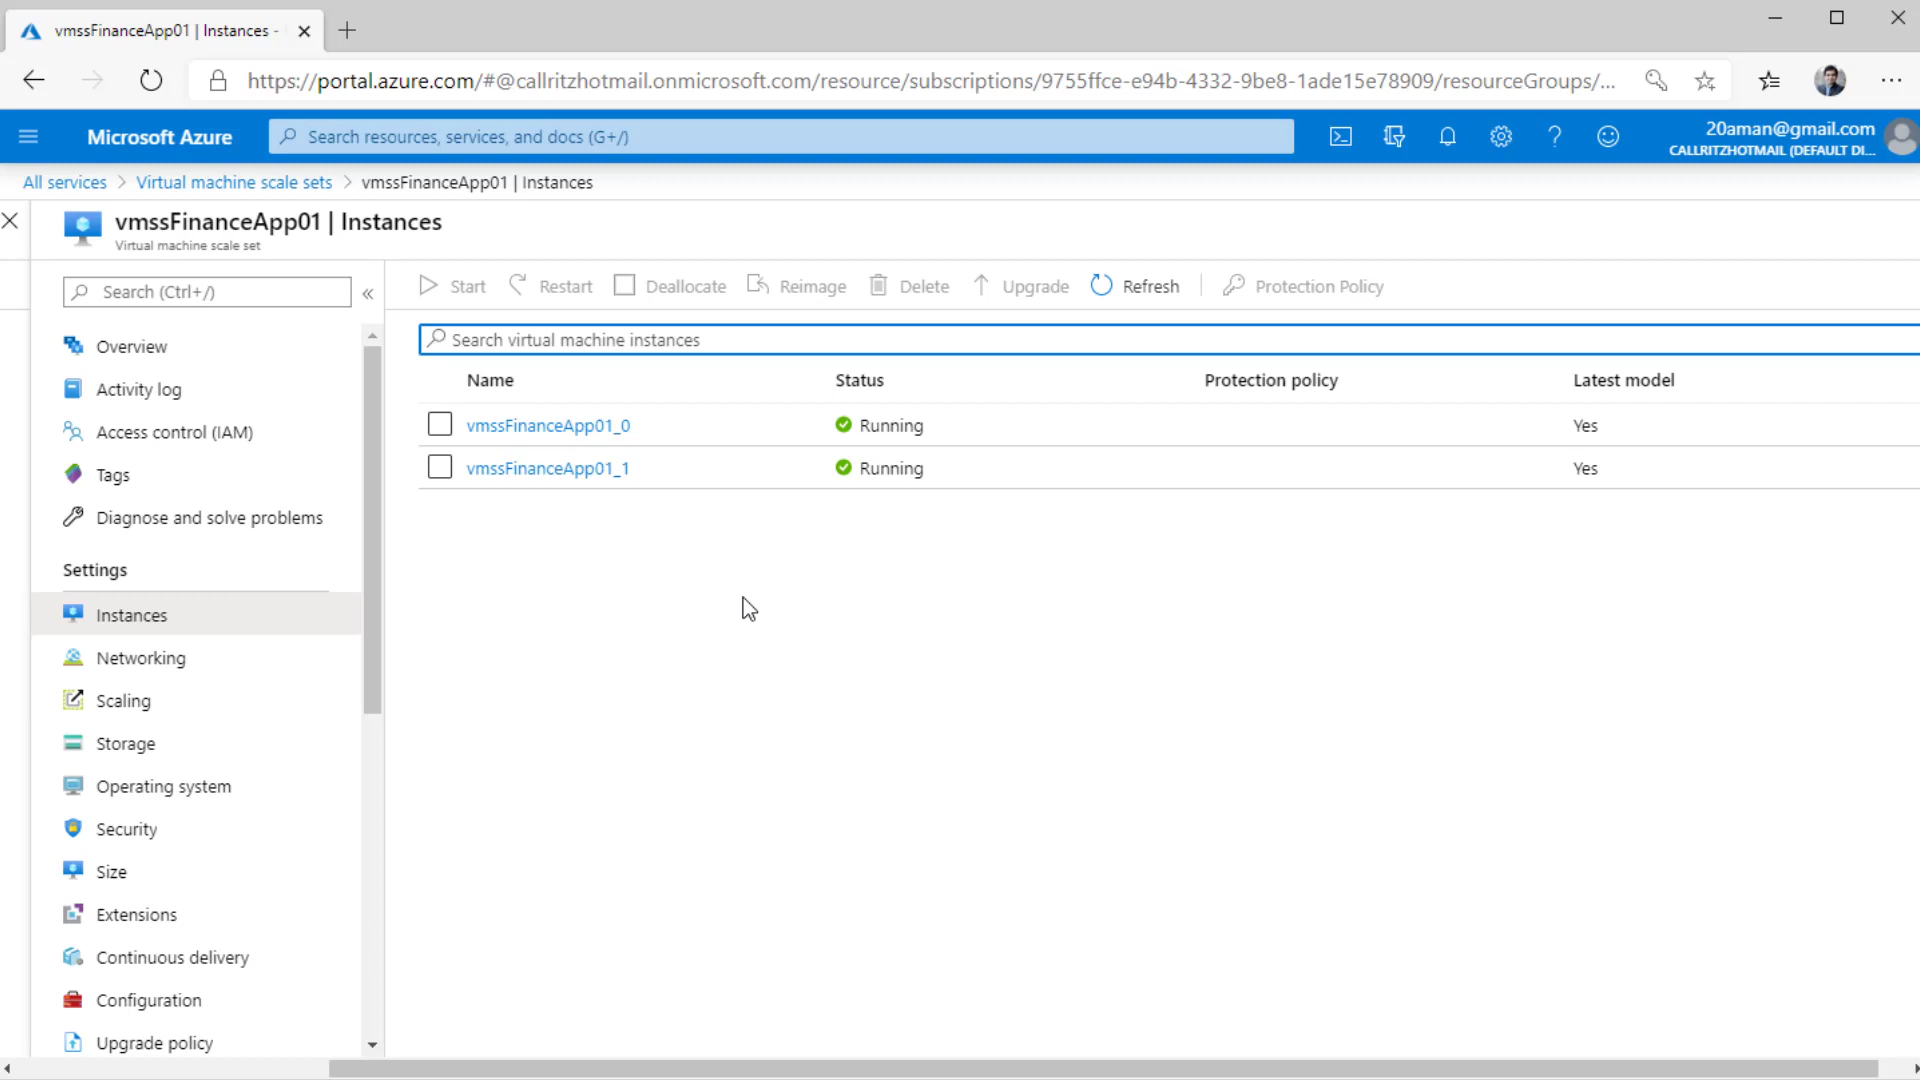 vmssFinanceApp01 | Instances -
https://portal.azure.com/#@callritzhotmail.onmicrosoft.com/resource/subscriptions/9755ffce-e94b-4332-9be8-1ade15e78909/resourceGroups/...
Microsoft Azure
Search resources, services, and docs (G+/)
20aman@gmail.com
CALLRITZHOTMAIL (DEFAULT DI...
All services > Virtual machine scale sets > vmssFinanceApp01 | Instances
vmssFinanceApp01 | Instances
Virtual machine scale set
Search (Ctrl+/)
«
Overview
Activity log
Access control (IAM)
Tags
Diagnose and solve problems
Settings
Instances
Networking
Scaling
Storage
Operating system
Security
Size
Extensions
Continuous delivery
Configuration
Upgrade policy
Start Restart Deallocate Reimage Delete Upgrade Refresh Protection Policy
Search virtual machine instances
Name Status Protection policy Latest model
vmssFinanceApp01_0 Running Yes
vmssFinanceApp01_1 Running Yes